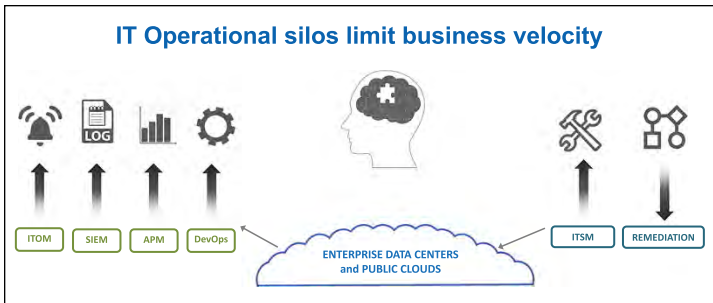 IT Operational silos limit business velocity
LOG
ITOM
SIEM
APM
DevOps
ENTERPRISE DATA CENTERS
and PUBLIC CLOUDS
ITSM
REMEDIATION